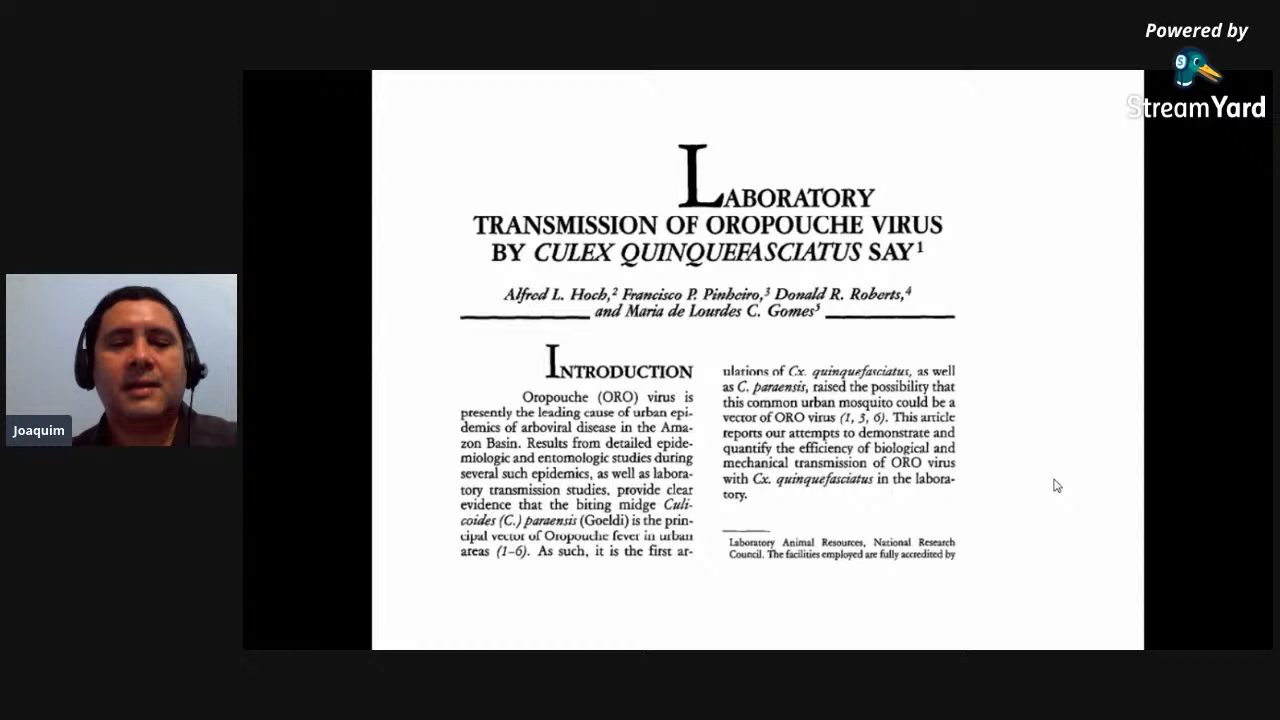 Powered by
StreamYard
LABORATORY
TRANSMISSION OF OROPOUCHE VIRUS
BY CULEX QUINQUEFASCIATUS SAY¹
Alfred L. Hoch,² Francisco P. Pinheiro,³ Donald R. Roberts,⁴
and Maria de Lourdes C. Gomes⁵
INTRODUCTION
Oropouche (ORO) virus is
presently the leading cause of urban epi-
demics of arboviral disease in the Ama-
zon Basin. Results from detailed epide-
miologic and entomologic studies during
several such epidemics, as well as labora-
tory transmission studies, provide clear
evidence that the biting midge Culi-
coides (C.) paraensis (Goeldi) is the prin-
cipal vector of Oropouche fever in urban
areas (1–6). As such, it is the first ar-
ulations of Cx. quinquefasciatus, as well
as C. paraensis, raised the possibility that
this common urban mosquito could be a
vector of ORO virus (1, 3, 6). This article
reports our attempts to demonstrate and
quantify the efficiency of biological and
mechanical transmission of ORO virus
with Cx. quinquefasciatus in the labora-
tory.
Laboratory Animal Resources, National Research
Council. The facilities employed are fully accredited by
Joaquim